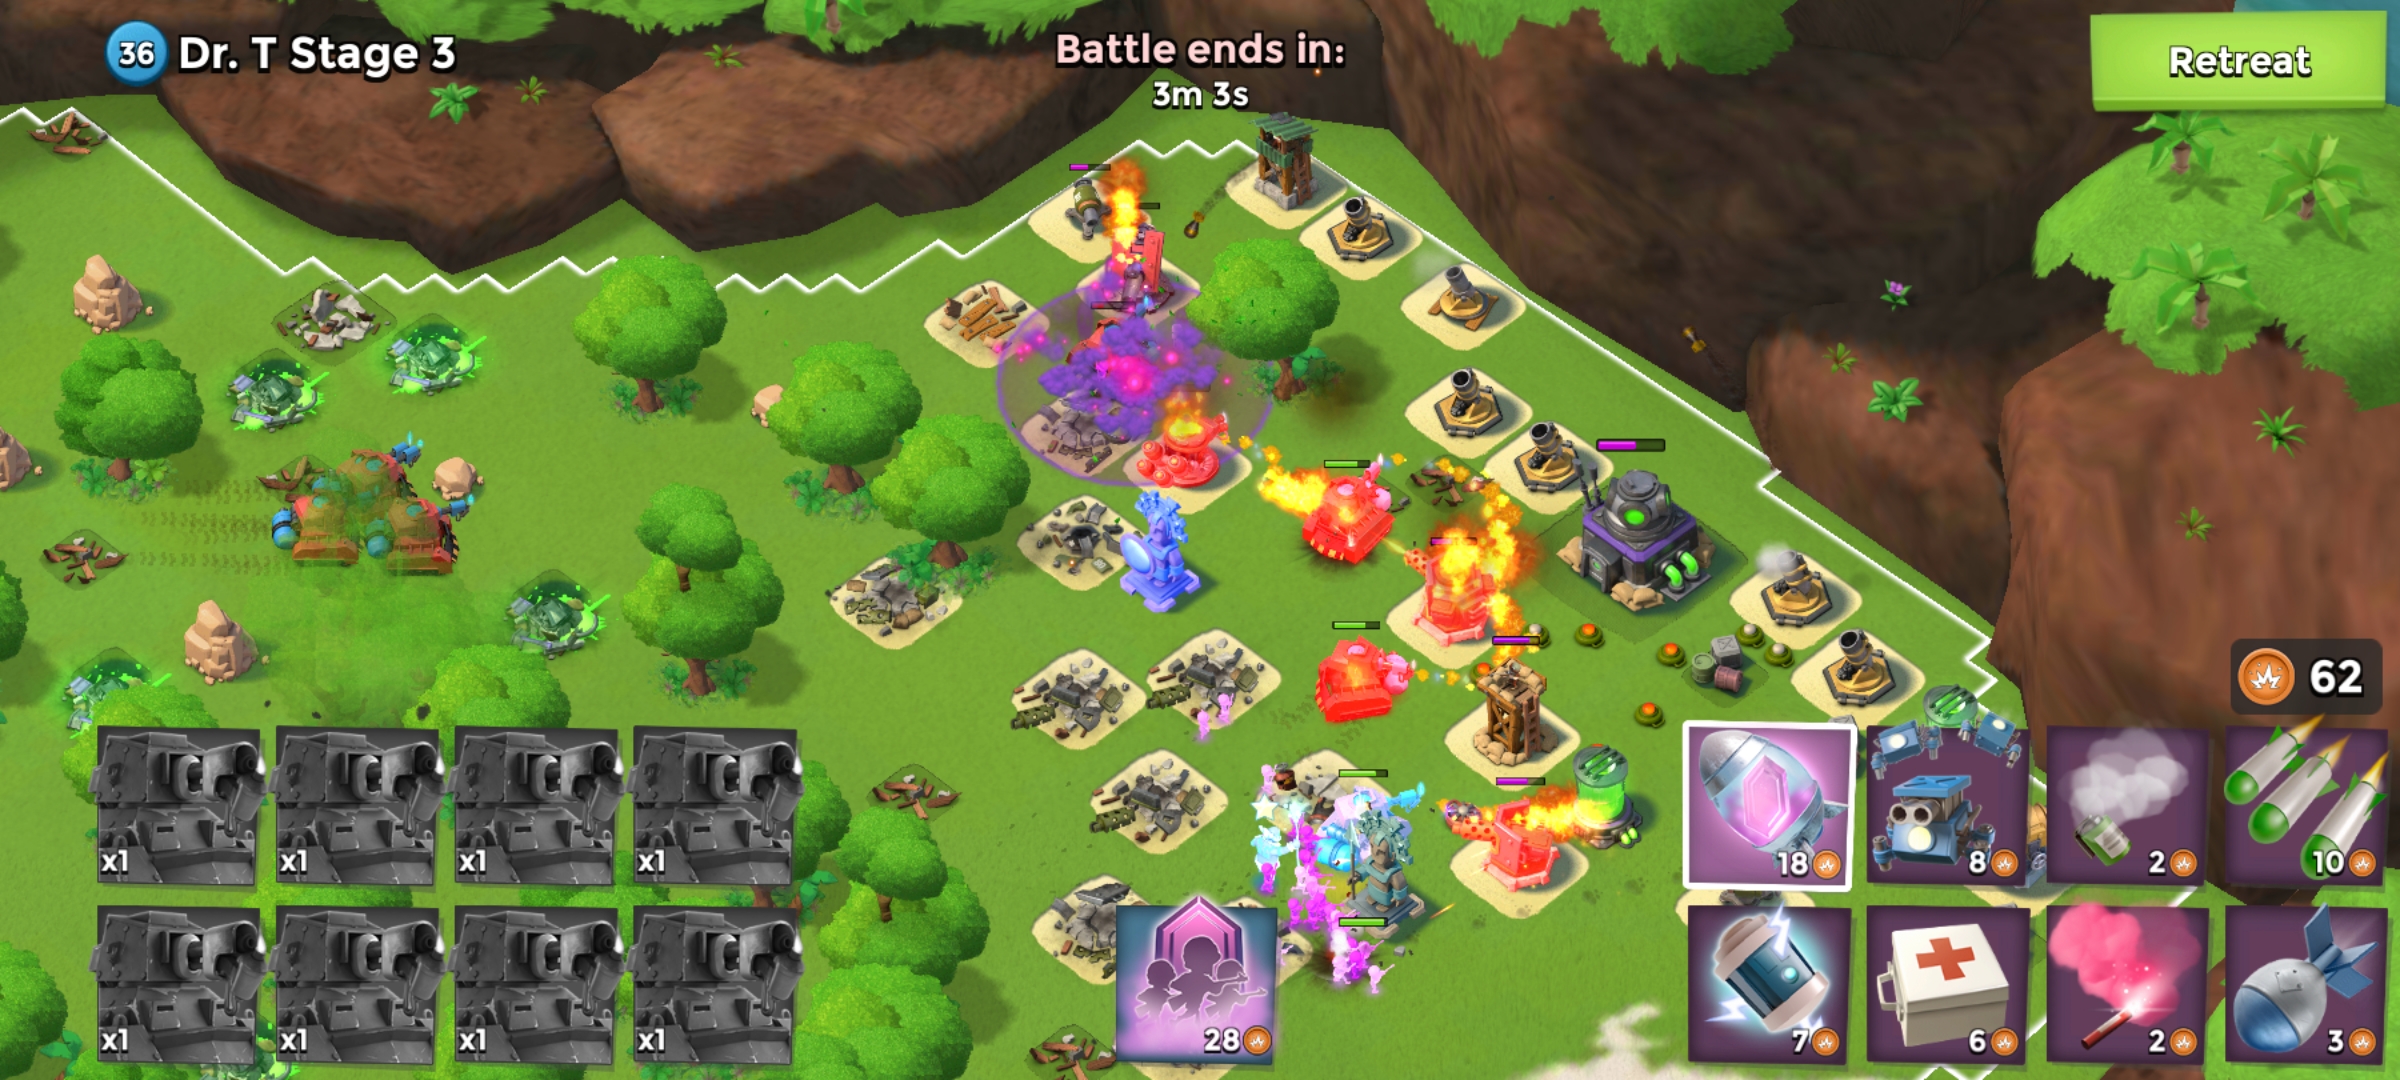 36 Dr. T Stage 3
Battle ends in:
3m 3s
Retreat
62
x1 x1 x1 x1
18 8 2 10
x1 x1 x1 x1
28
7 6 2 3